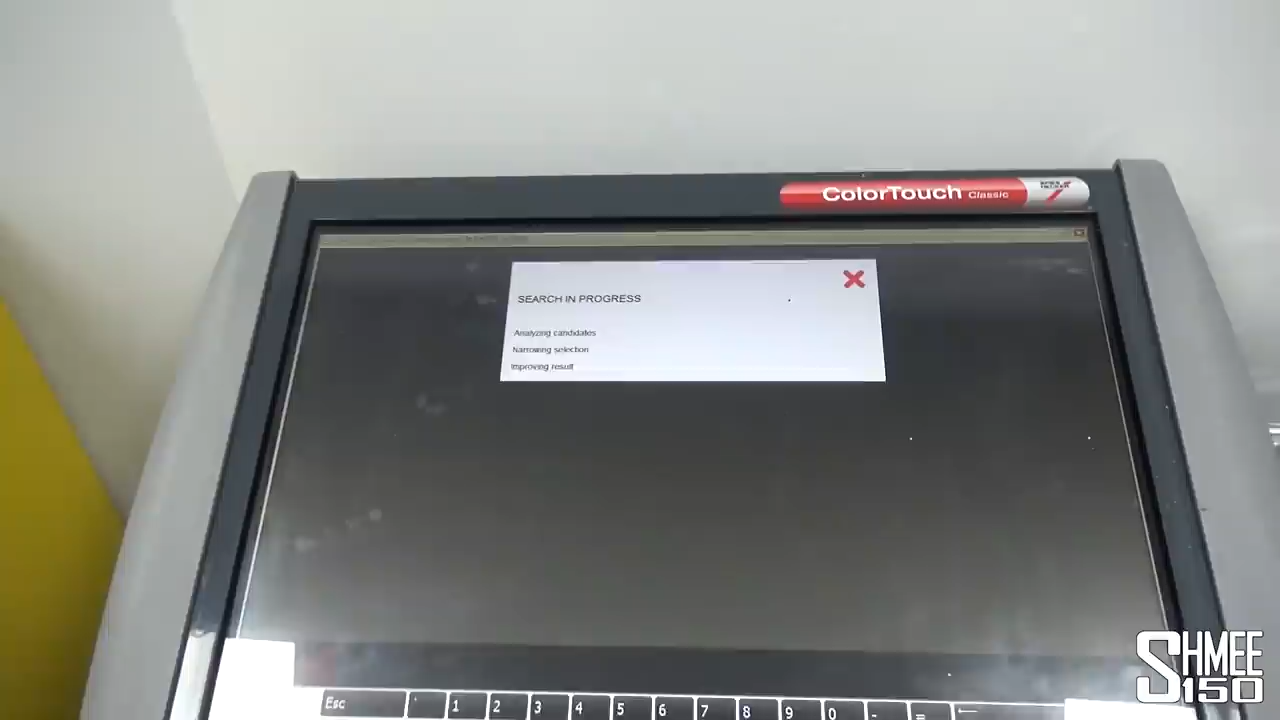 ColorTouch Classic
SEARCH IN PROGRESS
Analyzing candidates
Narrowing selection
Improving result
Esc ` 1 2 3 4 5 6 7 8 9 0 - =
SHMEE
150